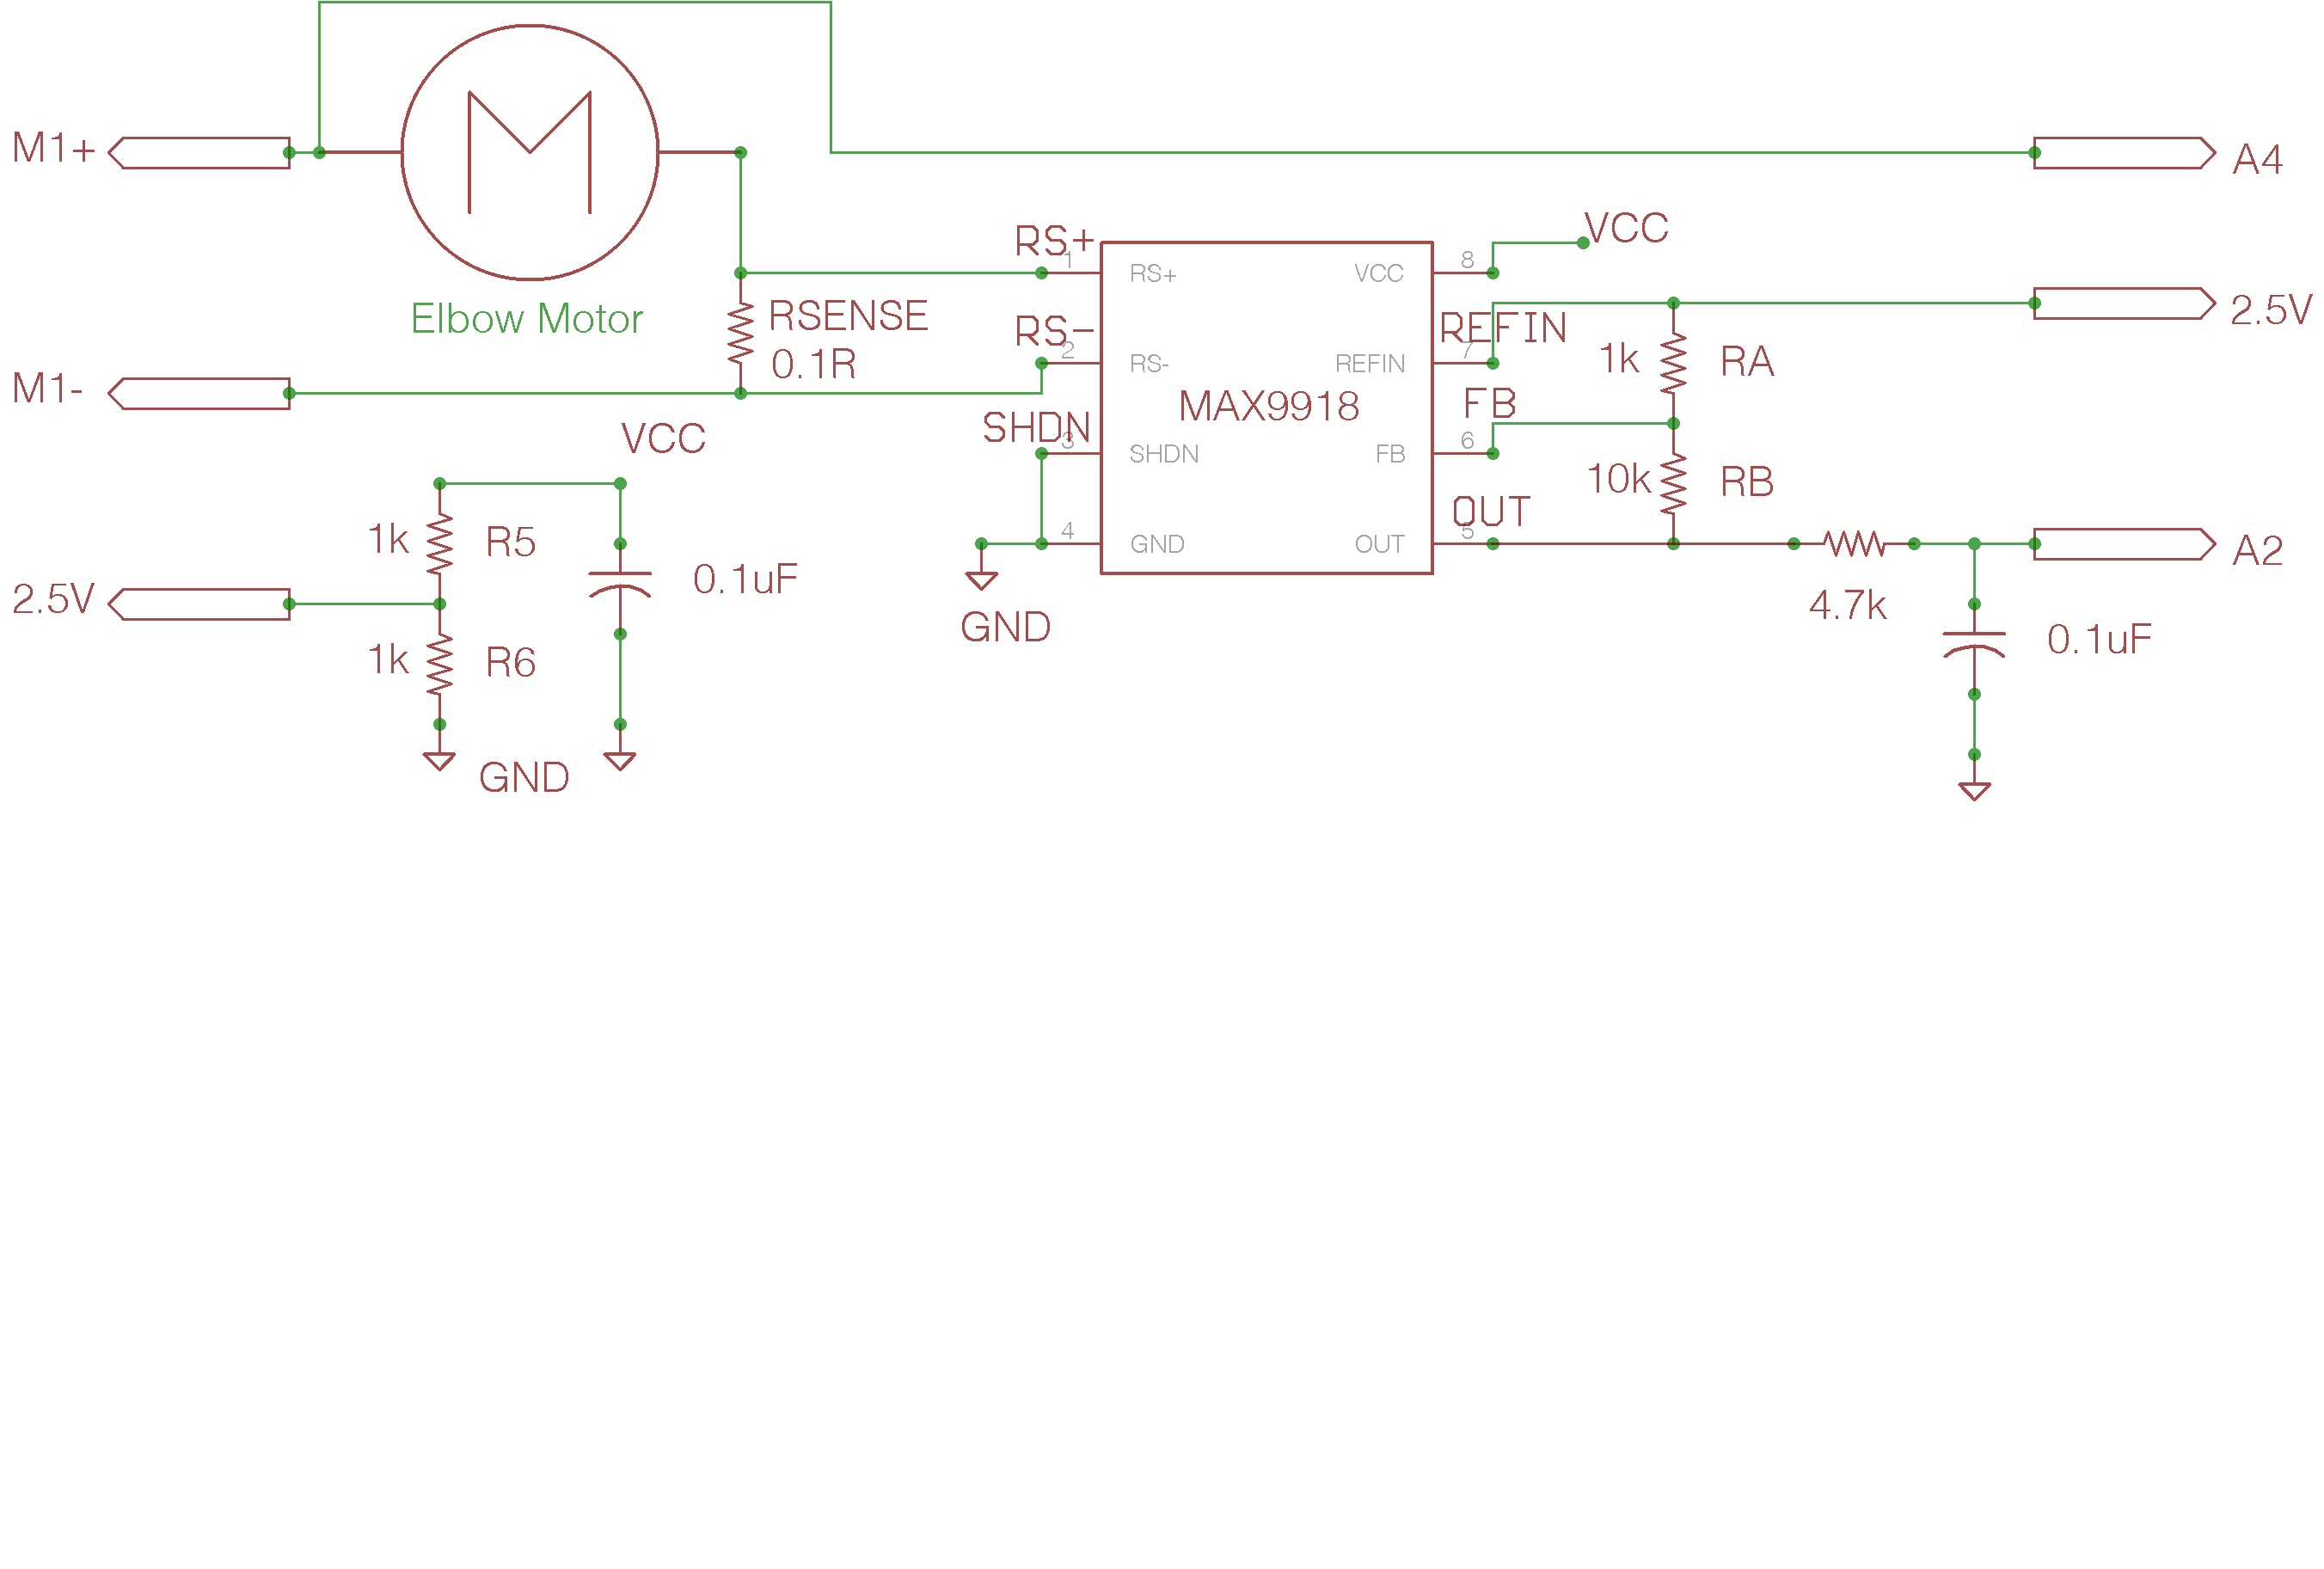 M1+
A4
Elbow Motor
RS+
1
RS+
VCC
8
VCC
RSENSE
0.1R
RS-
2
RS-
REFIN
7
REFIN
2.5V
1k
RA
M1-
MAX9918
VCC
SHDN
3
SHDN
FB
6
FB
10k
RB
1k
R5
0.1uF
4
GND
OUT
5
OUT
A2
2.5V
GND
4.7k
1k
R6
0.1uF
GND